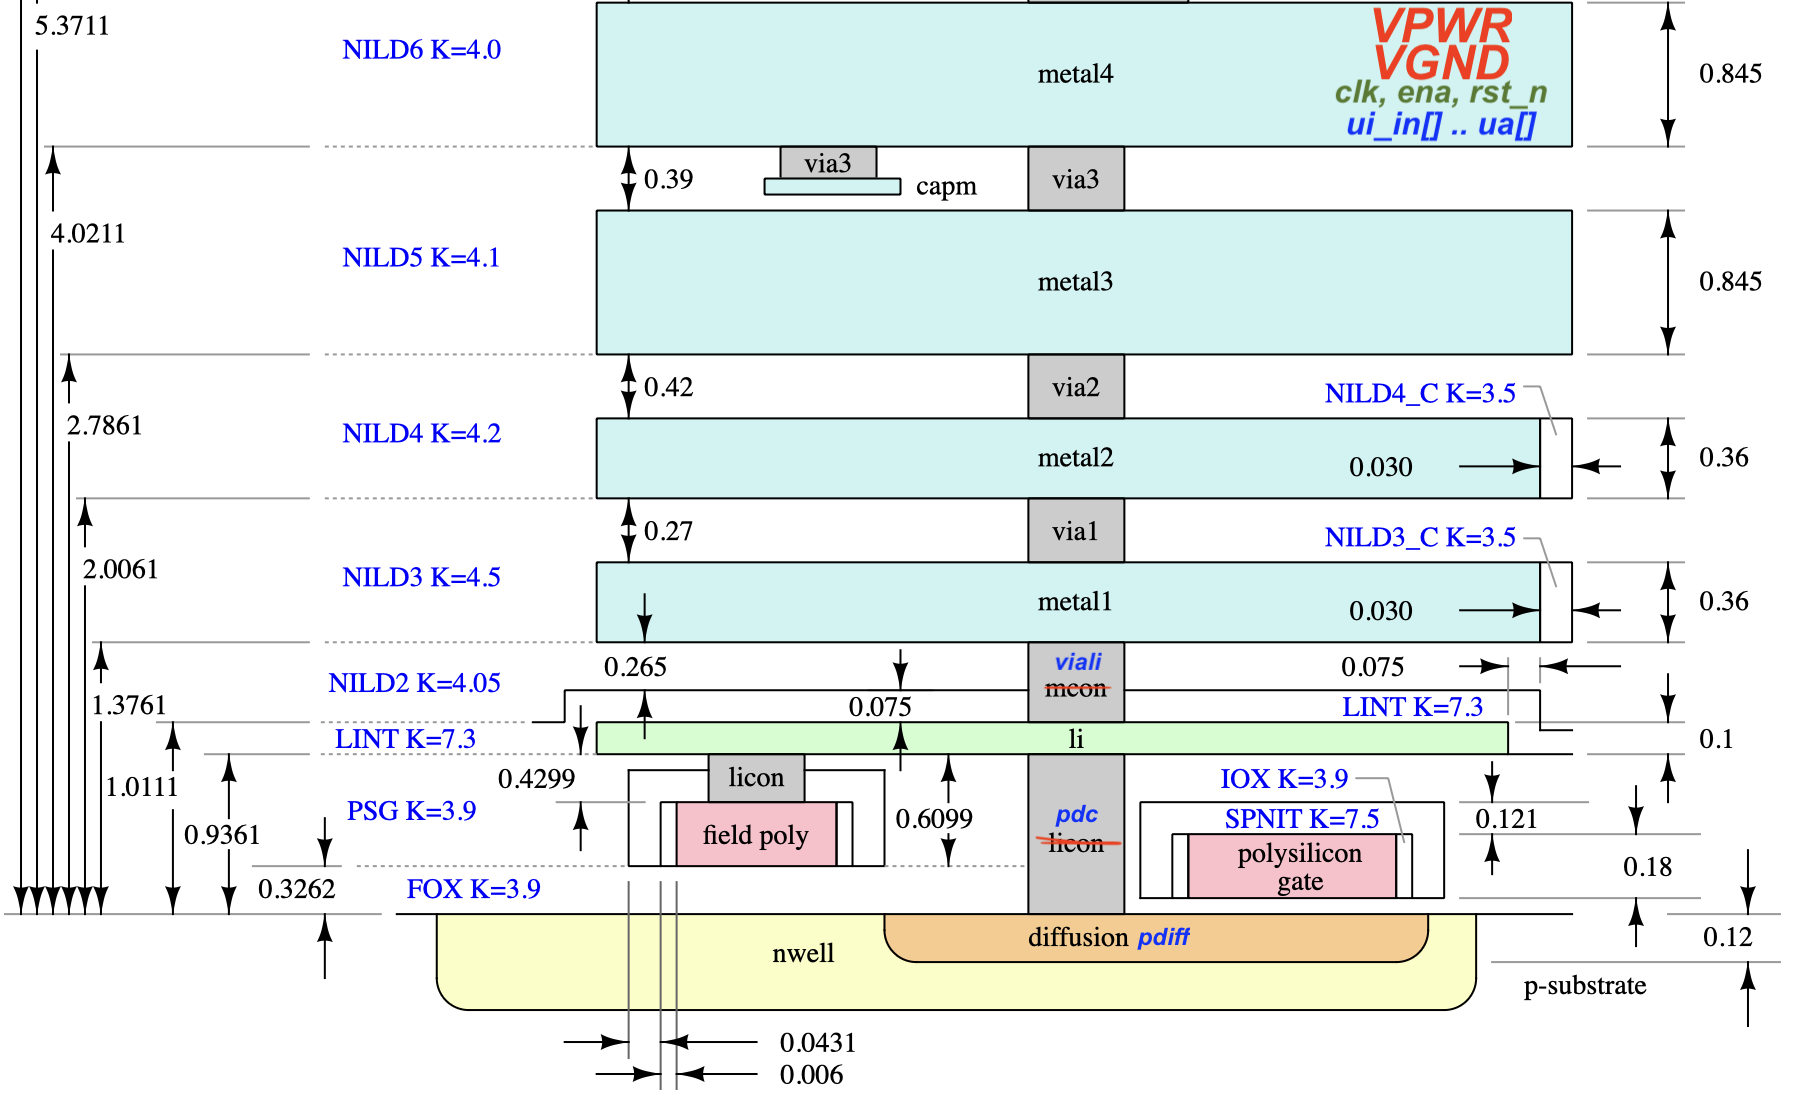 5.3711
NILD6 K=4.0
metal4
VPWR
VGND
clk, ena, rst_n
ui_in[] .. ua[]
0.845
0.39
via3
capm
via3
4.0211
NILD5 K=4.1
metal3
0.845
0.42
via2
NILD4_C K=3.5
2.7861
NILD4 K=4.2
metal2
0.030
0.36
0.27
via1
NILD3_C K=3.5
2.0061
NILD3 K=4.5
metal1
0.030
0.36
0.265
viali
mcon
0.075
NILD2 K=4.05
1.3761
0.075
LINT K=7.3
LINT K=7.3
li
0.1
1.0111
0.4299
licon
IOX K=3.9
PSG K=3.9
0.6099
pdc
licon
SPNIT K=7.5
0.121
0.9361
field poly
polysilicon
gate
0.18
0.3262
FOX K=3.9
diffusion pdiff
0.12
nwell
p-substrate
0.0431
0.006